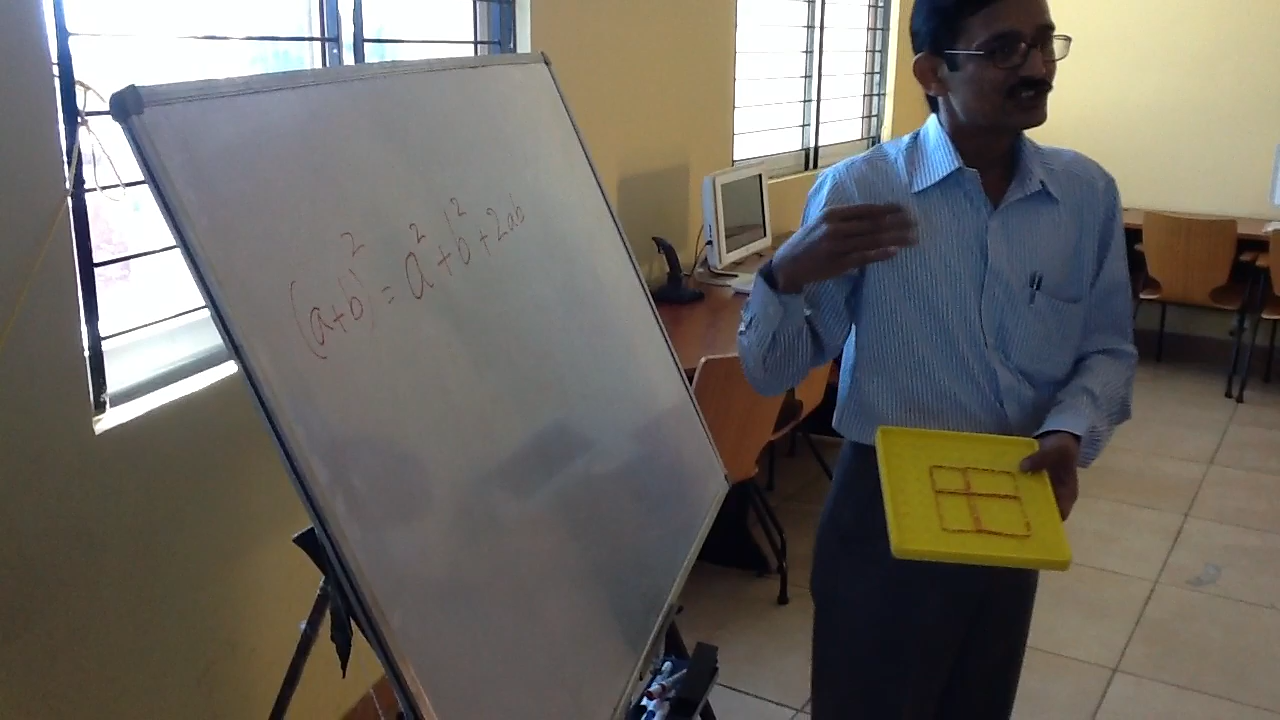 (a+b)² = a² + b² + 2ab